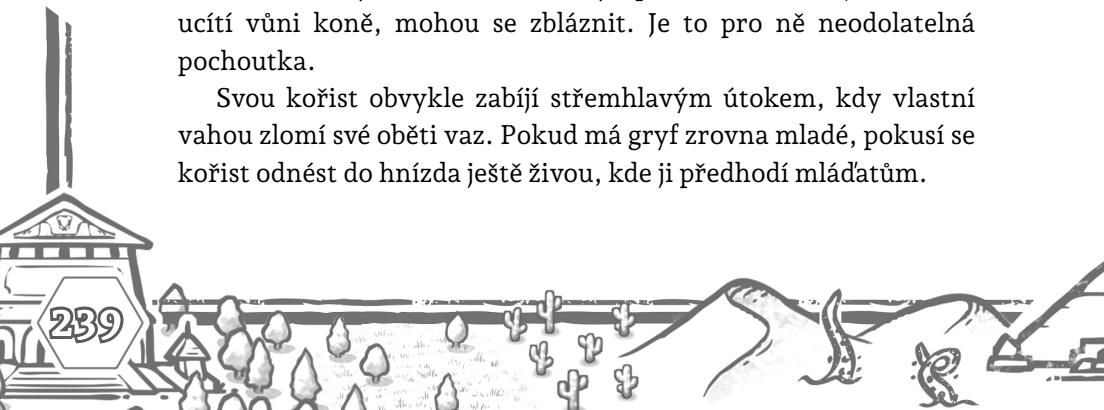 ucítí vůni koně, mohou se zbláznit. Je to pro ně neodolatelná
pochoutka.
Svou kořist obvykle zabíjí střemhlavým útokem, kdy vlastní
vahou zlomí své oběti vaz. Pokud má gryf zrovna mladé, pokusí se
kořist odnést do hnízda ještě živou, kde ji předhodí mláďatům.
239